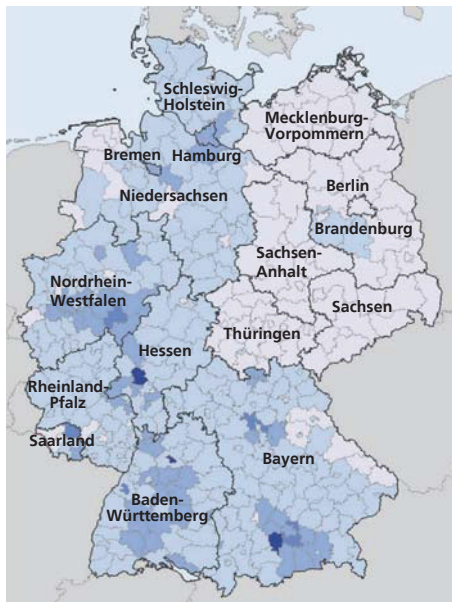 Schleswig-
Holstein
Mecklenburg-
Vorpommern
Bremen
Hamburg
Berlin
Niedersachsen
Brandenburg
Sachsen-
Anhalt
Nordrhein-
Westfalen
Sachsen
Thüringen
Hessen
Rheinland-
Pfalz
Saarland
Bayern
Baden-
Württemberg